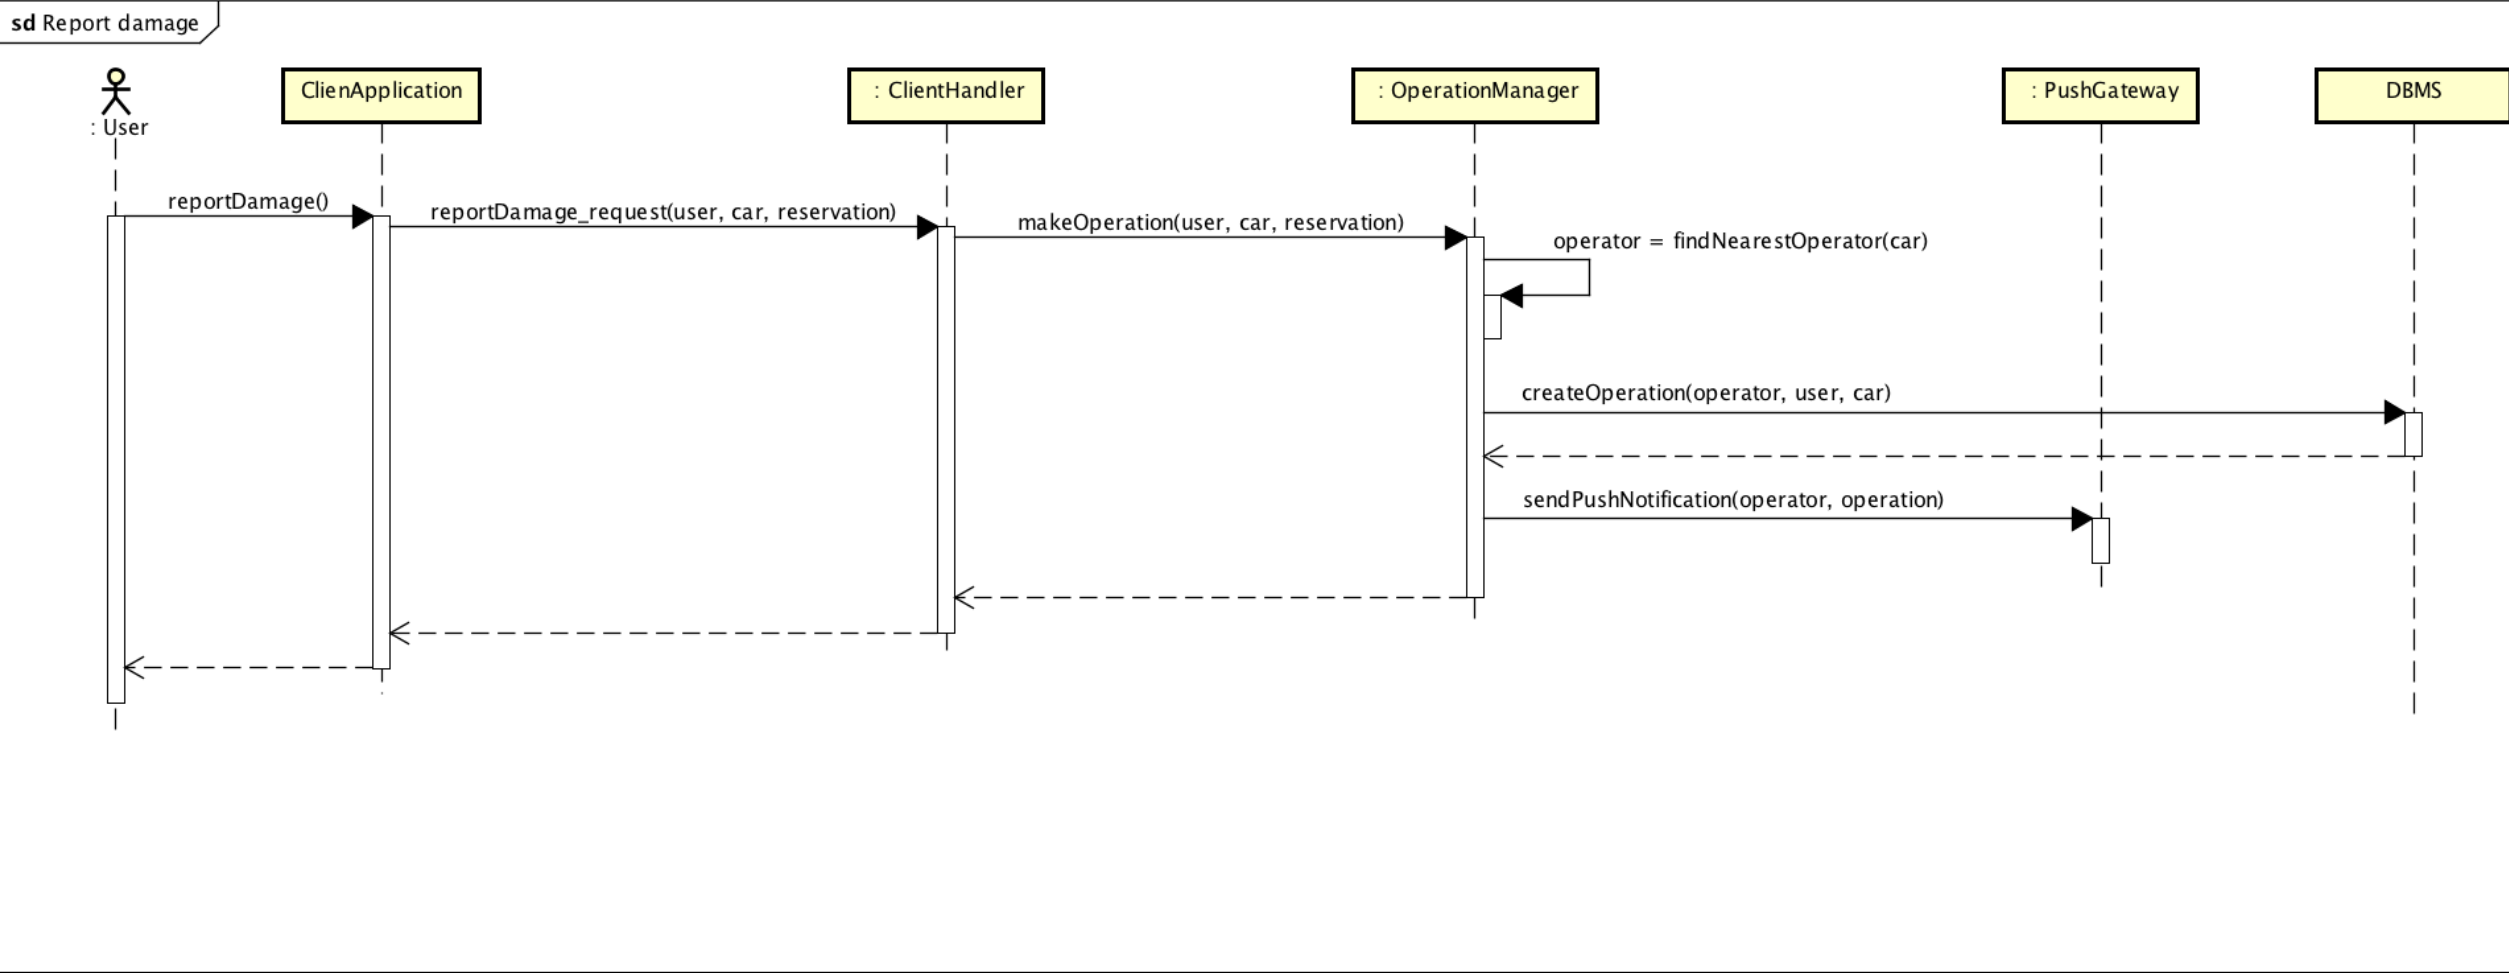 sd Report damage
: User
ClienApplication
: ClientHandler
: OperationManager
: PushGateway
DBMS
reportDamage()
reportDamage_request(user, car, reservation)
makeOperation(user, car, reservation)
operator = findNearestOperator(car)
createOperation(operator, user, car)
sendPushNotification(operator, operation)